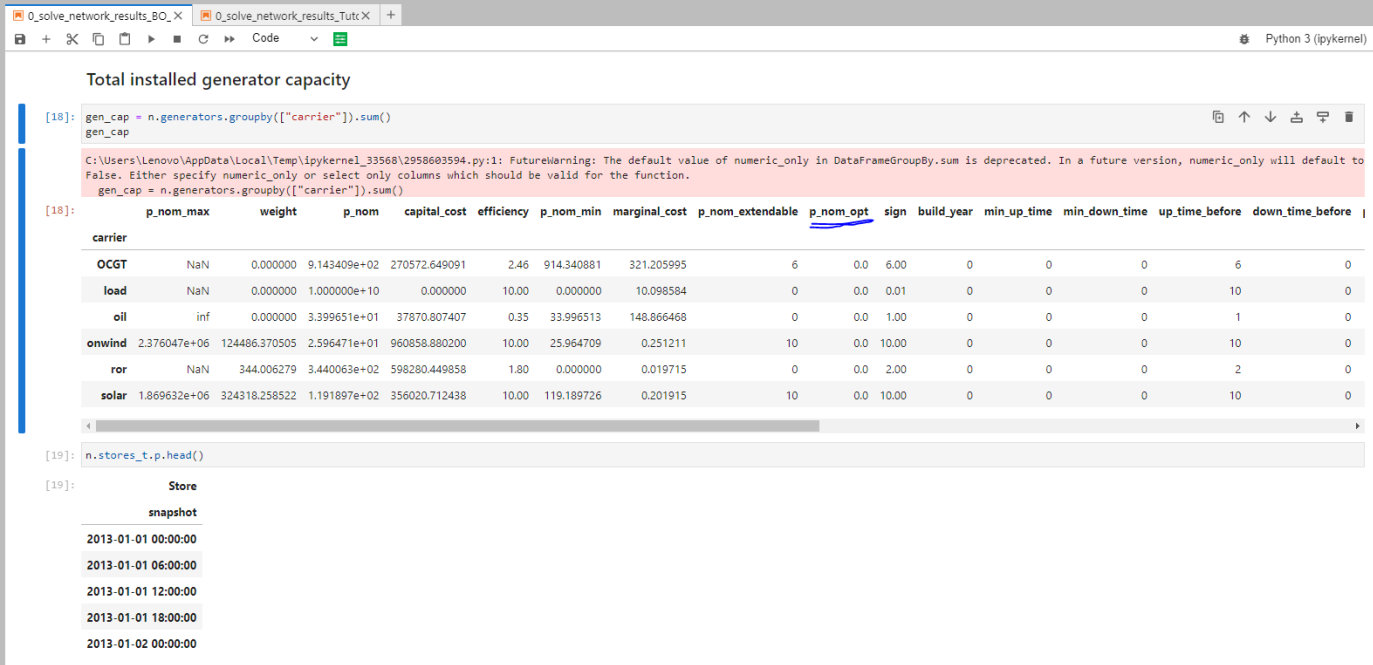 0_solve_network_results_BO_
0_solve_network_results_Tuto
Code
Python 3 (ipykernel)
Total installed generator capacity
[18]: gen_cap = n.generators.groupby(["carrier"]).sum()
gen_cap
C:\Users\Lenovo\AppData\Local\Temp\ipykernel_33568\2958603594.py:1: FutureWarning: The default value of numeric_only in DataFrameGroupBy.sum is deprecated. In a future version, numeric_only will default to
False. Either specify numeric_only or select only columns which should be valid for the function.
gen_cap = n.generators.groupby(["carrier"]).sum()
[18]: p_nom_max weight p_nom capital_cost efficiency p_nom_min marginal_cost p_nom_extendable p_nom_opt sign build_year min_up_time min_down_time up_time_before down_time_before
carrier
OCGT NaN 0.000000 9.143409e+02 270572.649091 2.46 914.340881 321.205995 6 0.0 6.00 0 0 0 6 0
load NaN 0.000000 1.000000e+10 0.000000 10.00 0.000000 10.098584 0 0.0 0.01 0 0 0 10 0
oil inf 0.000000 3.399651e+01 37870.807407 0.35 33.996513 148.866468 0 0.0 1.00 0 0 0 1 0
onwind 2.376047e+06 124486.370505 2.596471e+01 960858.880200 10.00 25.964709 0.251211 10 0.0 10.00 0 0 0 10 0
ror NaN 344.006279 3.440063e+02 598280.449858 1.80 0.000000 0.019715 0 0.0 2.00 0 0 0 2 0
solar 1.869632e+06 324318.258522 1.191897e+02 356020.712438 10.00 119.189726 0.201915 10 0.0 10.00 0 0 0 10 0
[19]: n.stores_t.p.head()
[19]: Store
snapshot
2013-01-01 00:00:00
2013-01-01 06:00:00
2013-01-01 12:00:00
2013-01-01 18:00:00
2013-01-02 00:00:00